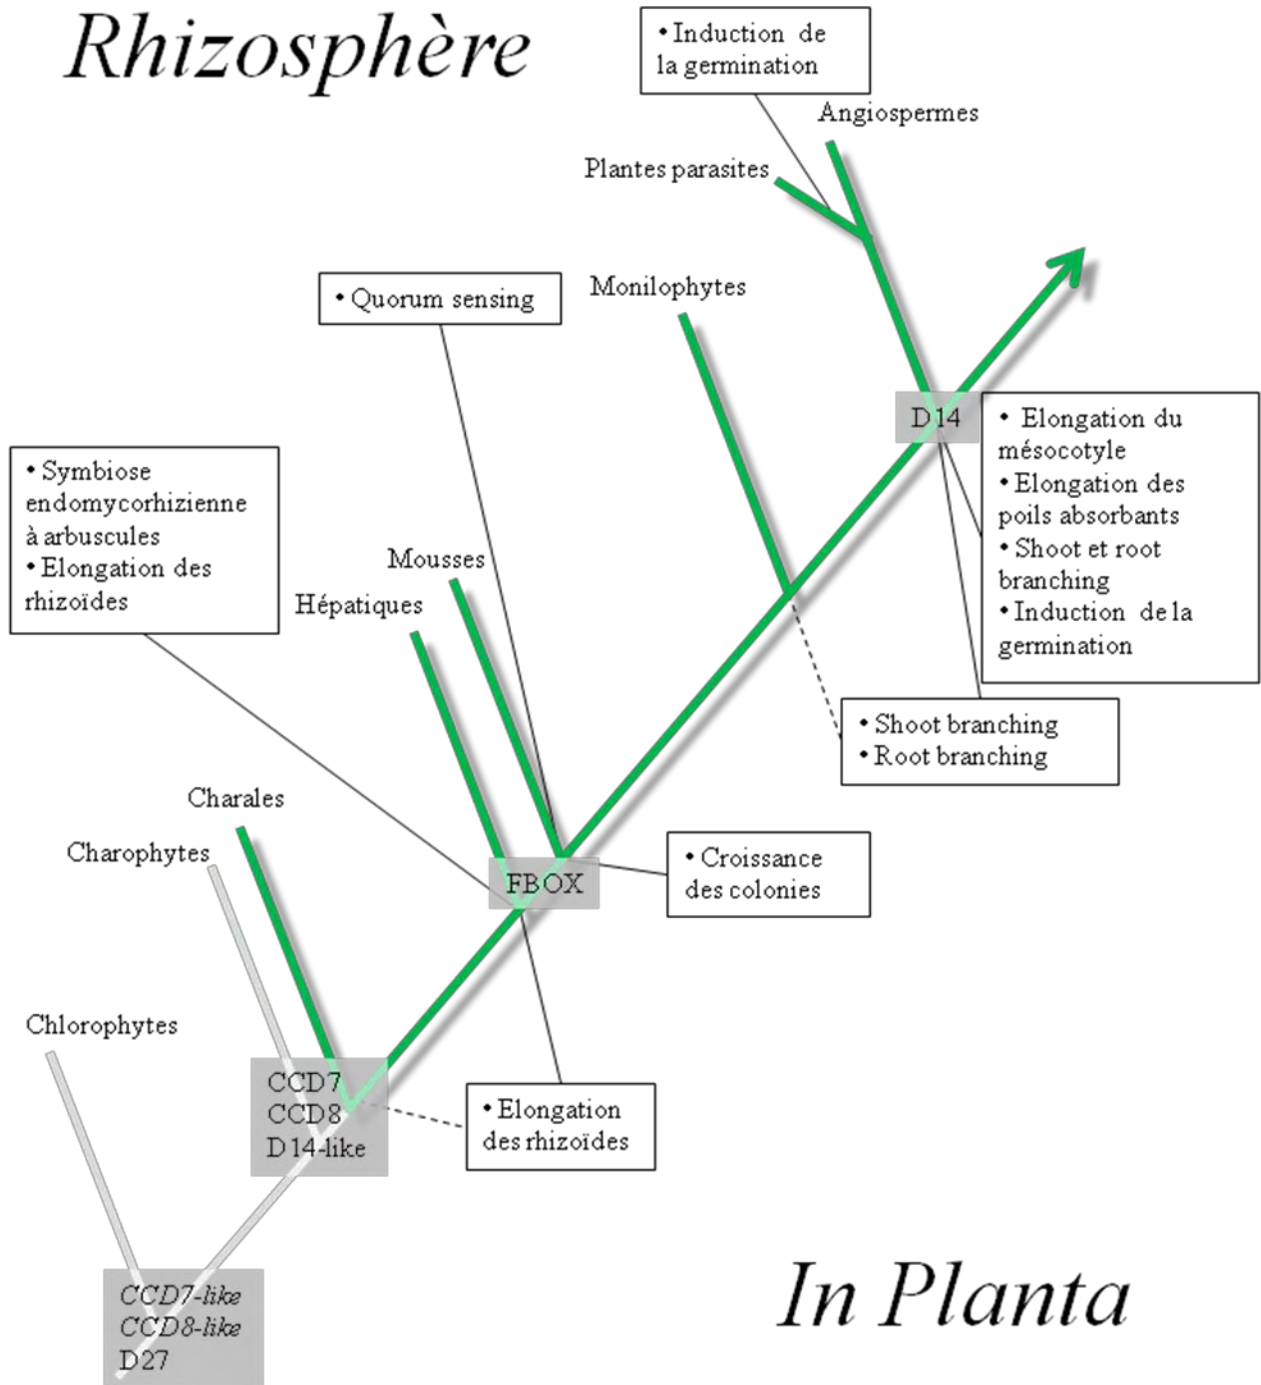 Rhizosphère
• Induction de
la germination
Angiospermes
Plantes parasites
• Quorum sensing
Monilophytes
D14
• Elongation du
mésocotyle
• Elongation des
poils absorbants
• Shoot et root
branching
• Induction de la
germination
• Symbiose
endomycorhizienne
à arbuscules
• Elongation des
rhizoïdes
Mousses
Hépatiques
• Shoot branching
• Root branching
Charales
Charophytes
FBOX
• Croissance
des colonies
Chlorophytes
CCD7
CCD8
D14-like
• Elongation
des rhizoïdes
CCD7-like
CCD8-like
D27
In Planta